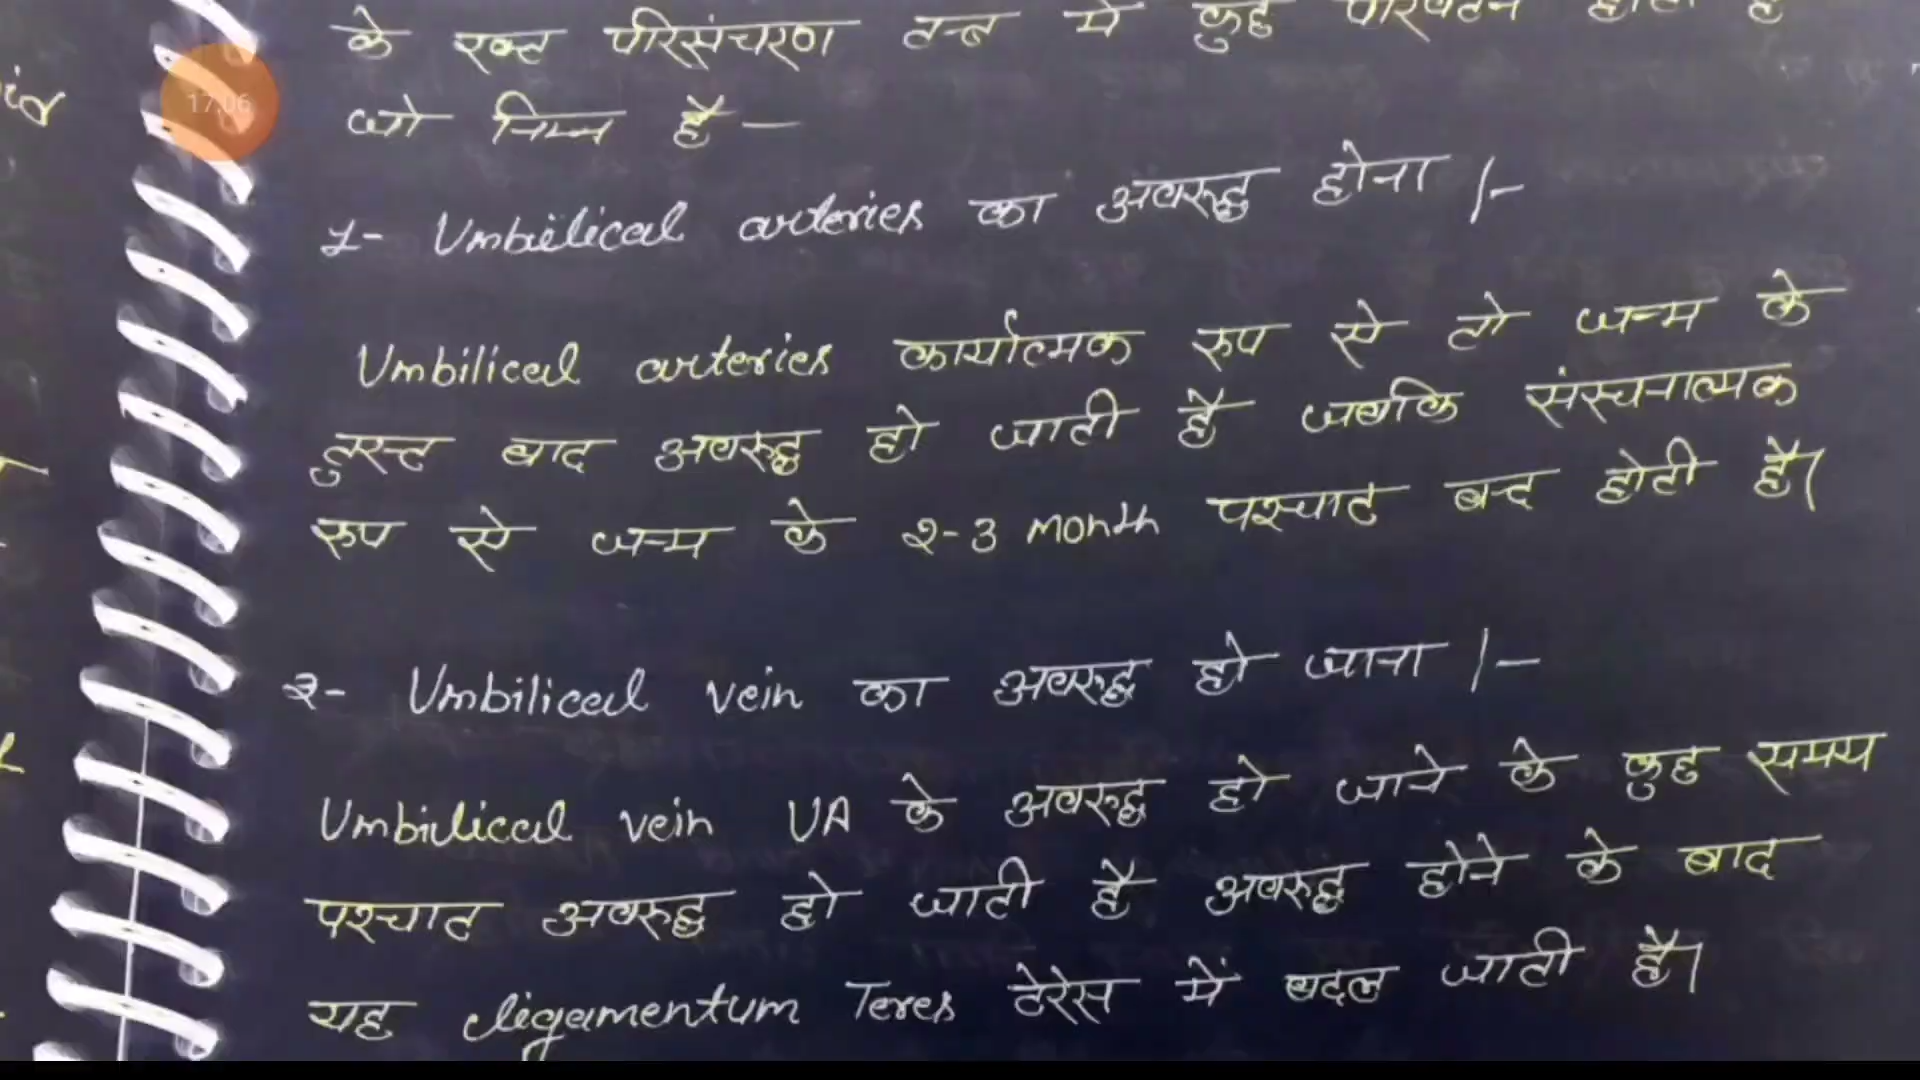 के रक्त परिसंचरण तन्त्र में कुछ परिवर्तन होता है
17:06
जो निम्न है -
1- Umbilical arteries का अवरुद्ध होना |-
Umbilical arteries कार्यात्मक रुप से तो जन्म के
तुरन्त बाद अवरुद्ध हो जाती है जबकि संरचनात्मक
रुप से जन्म के 2-3 month पश्चात बन्द होती है।
2- Umbilical vein का अवरुद्ध हो जाना |-
Umbilical vein UA के अवरुद्ध हो जाने के कुछ समय
पश्चात अवरुद्ध हो जाती है अवरुद्ध होने के बाद
यह ligamentum Teres टेरेस में बदल जाती है।